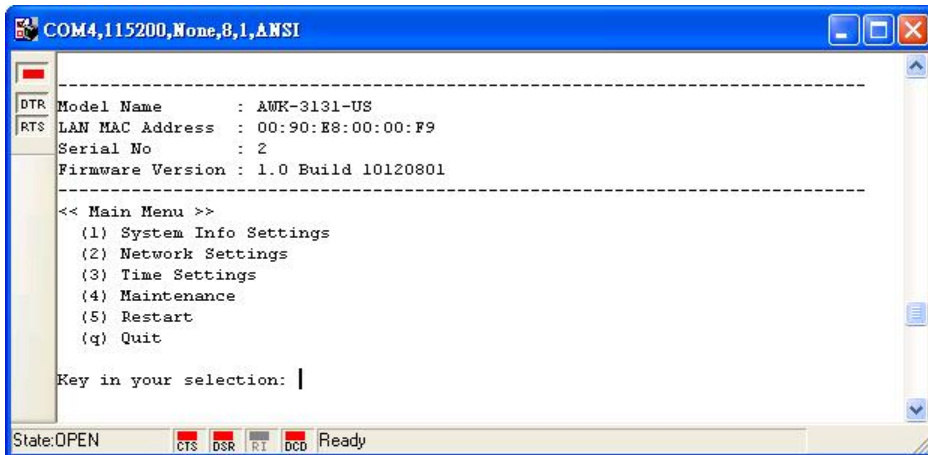 COM4,115200,None,8,1,ANSI
DTR
RTS
--------------------------------------------------------------------------------
Model Name : AWK-3131-US
LAN MAC Address : 00:90:E8:00:00:F9
Serial No : 2
Firmware Version : 1.0 Build 10120801
--------------------------------------------------------------------------------
<< Main Menu >>
(1) System Info Settings
(2) Network Settings
(3) Time Settings
(4) Maintenance
(5) Restart
(q) Quit
Key in your selection:
State:OPEN CTS DSR RI DCD Ready